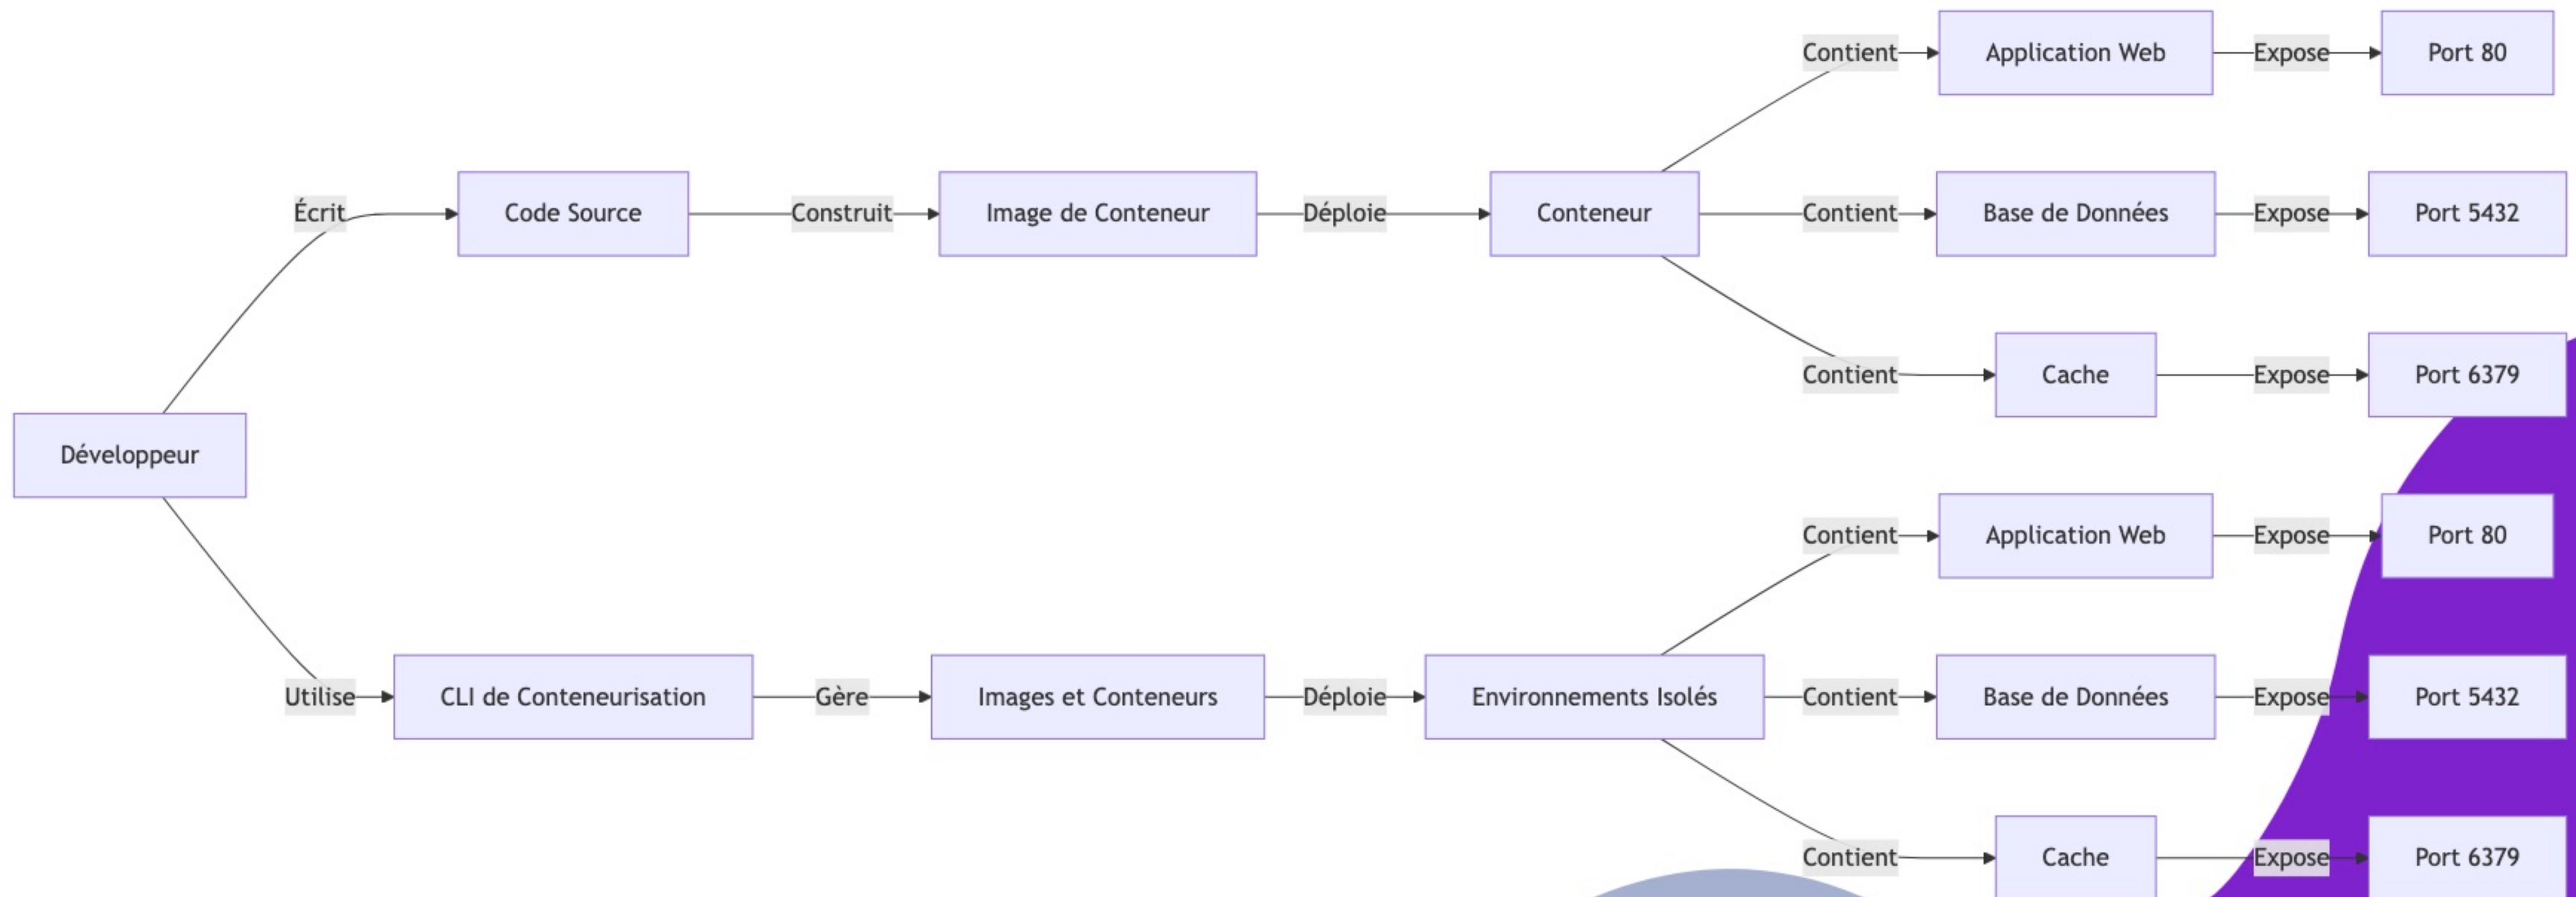 Contient
Application Web
Expose
Port 80
Écrit
Code Source
Construit
Image de Conteneur
Déploie
Conteneur
Contient
Base de Données
Expose
Port 5432
Contient
Cache
Expose
Port 6379
Développeur
Contient
Application Web
Expose
Port 80
Utilise
CLI de Conteneurisation
Gère
Images et Conteneurs
Déploie
Environnements Isolés
Contient
Base de Données
Expose
Port 5432
Contient
Cache
Expose
Port 6379